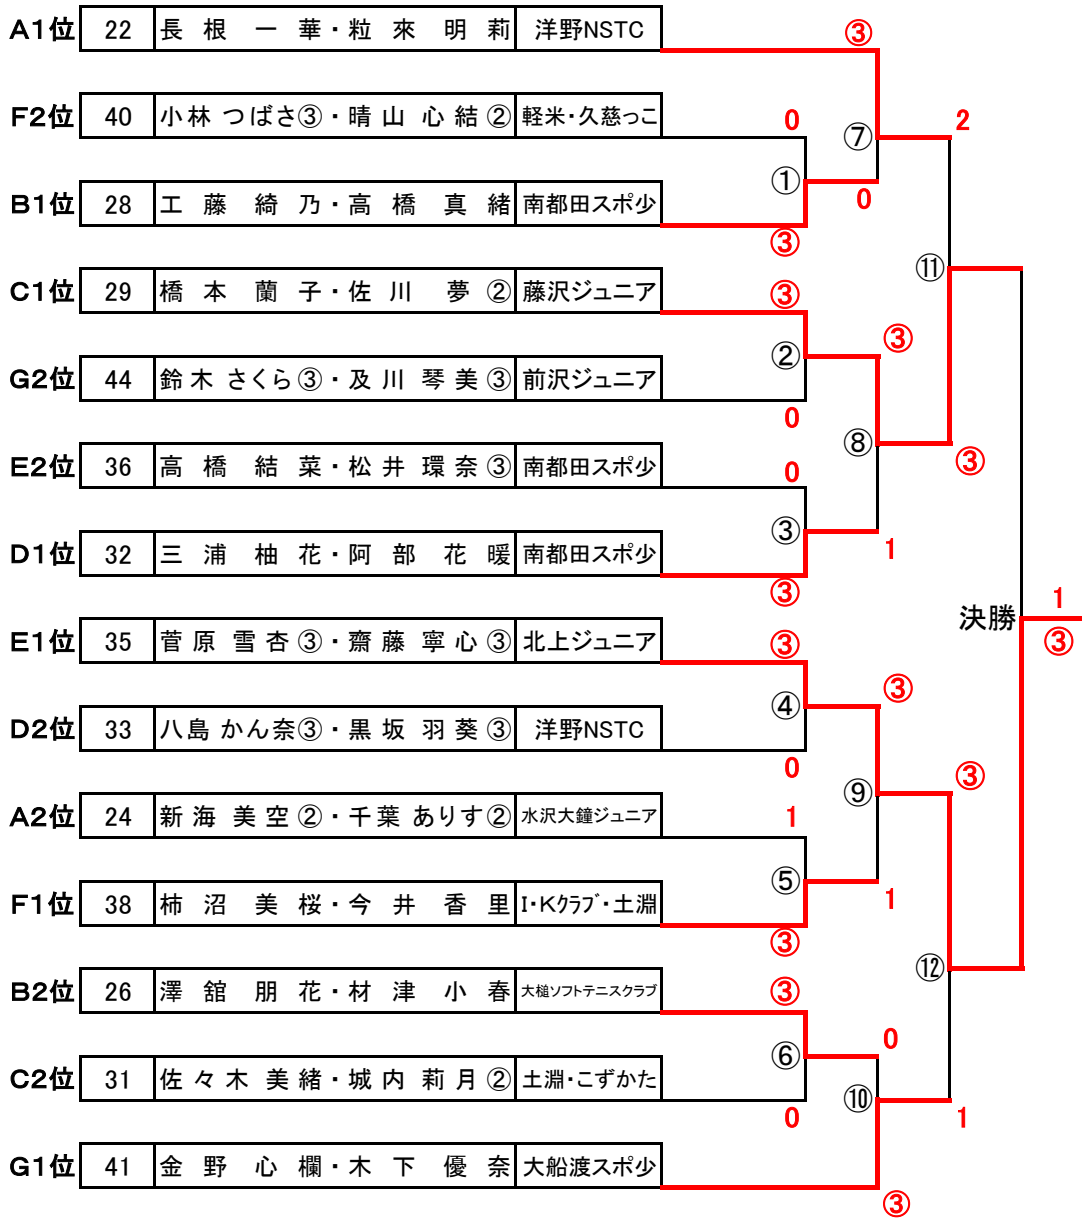 A1位 22 長根一華・粒來明莉 洋野NSTC ③
F2位 40 小林つばさ③・晴山心結② 軽米・久慈っこ 0 ⑦ 2
① 0
B1位 28 工藤綺乃・高橋真緒 南都田スポ少 ③
⑪
C1位 29 橋本蘭子・佐川夢② 藤沢ジュニア ③
② ③
G2位 44 鈴木さくら③・及川琴美③ 前沢ジュニア 0
⑧ ③
E2位 36 高橋結菜・松井環奈③ 南都田スポ少 0
③ 1
D1位 32 三浦柚花・阿部花暖 南都田スポ少 ③
決勝 1 ③
E1位 35 菅原雪杏③・齋藤寧心③ 北上ジュニア ③
④ ③
D2位 33 八島かん奈③・黒坂羽葵③ 洋野NSTC 0
⑨ ③
A2位 24 新海美空②・千葉ありす② 水沢大鐘ジュニア 1
⑤ 1
F1位 38 柿沼美桜・今井香里 I・Kクラブ・土淵 ③
⑫
B2位 26 澤舘朋花・材津小春 大槌ソフトテニスクラブ ③
⑥ 0
C2位 31 佐々木美緒・城内莉月② 土淵・こずかた 0
⑩ 1
G1位 41 金野心欄・木下優奈 大船渡スポ少 ③